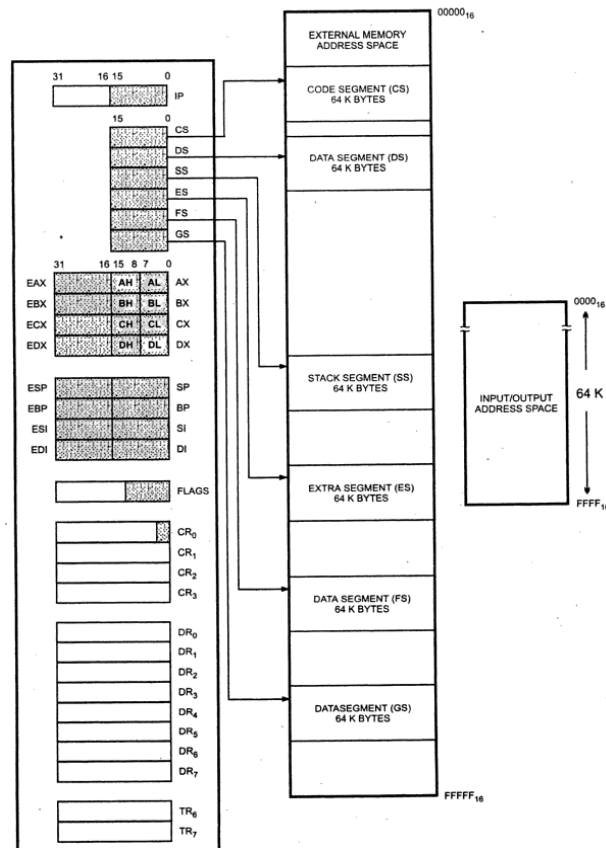 31 16 15 0
IP
15 0
CS
DS
SS
ES
FS
GS
31 16 15 8 7 0
EAX AH AL AX
EBX BH BL BX
ECX CH CL CX
EDX DH DL DX
ESP SP
EBP BP
ESI SI
EDI DI
FLAGS
CR0
CR1
CR2
CR3
DR0
DR1
DR2
DR3
DR4
DR5
DR6
DR7
TR6
TR7
0000016
EXTERNAL MEMORY
ADDRESS SPACE
CODE SEGMENT (CS)
64 K BYTES
DATA SEGMENT (DS)
64 K BYTES
STACK SEGMENT (SS)
64 K BYTES
EXTRA SEGMENT (ES)
64 K BYTES
DATA SEGMENT (FS)
64 K BYTES
DATASEGMENT (GS)
64 K BYTES
FFFFF16
000016
INPUT/OUTPUT
ADDRESS SPACE
64 K
FFFF16